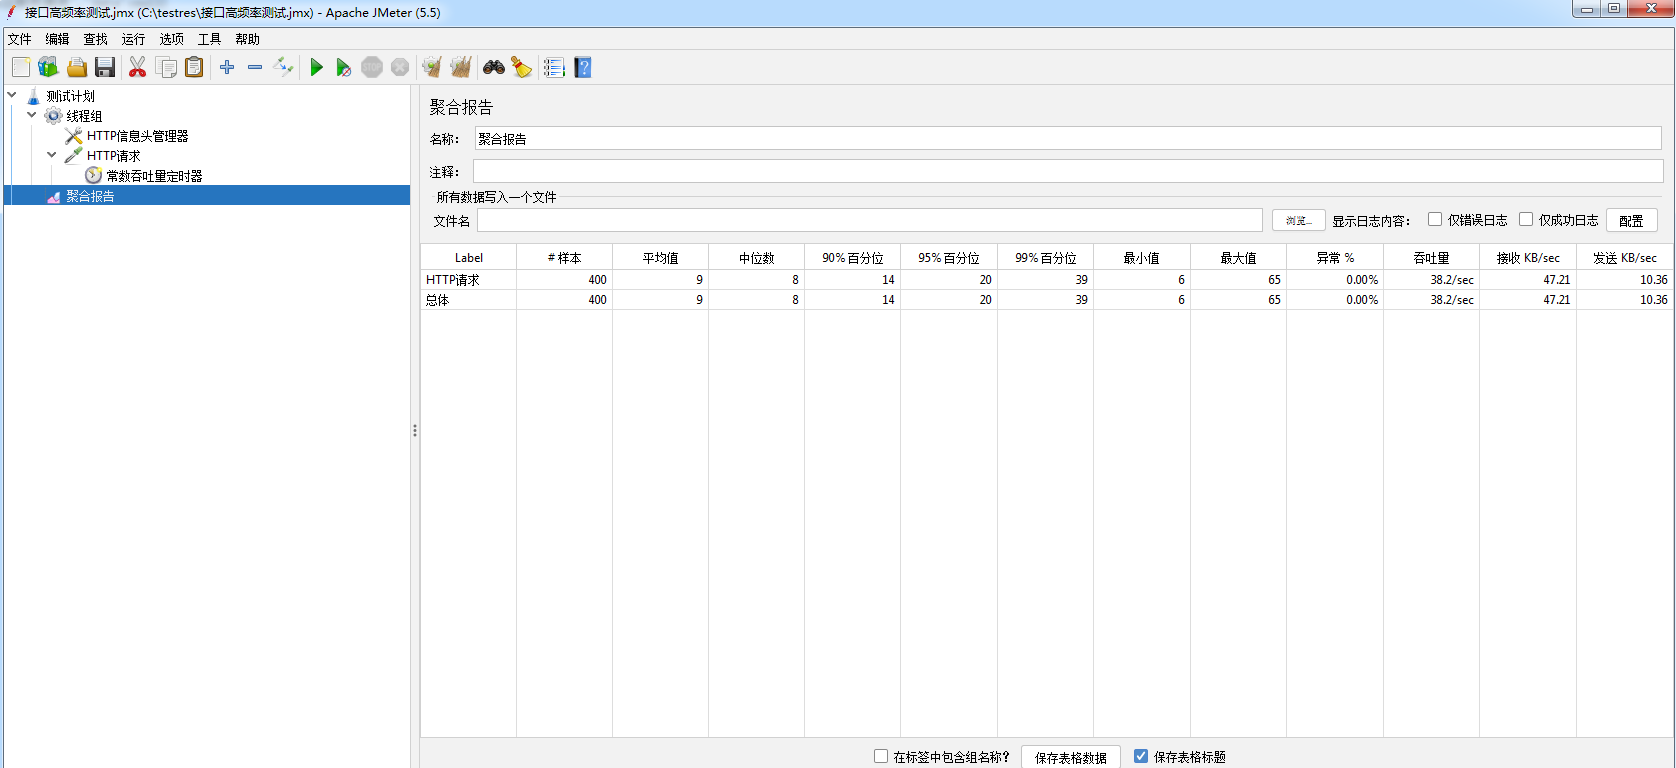 接口高频率测试.jmx (C:\testres\接口高频率测试.jmx) - Apache JMeter (5.5)
文件 编辑 查找 运行 选项 工具 帮助
测试计划
线程组
HTTP信息头管理器
HTTP请求
常数吞吐量定时器
聚合报告
聚合报告
名称： 聚合报告
注释：
所有数据写入一个文件
文件名 浏览... 显示日志内容： 仅错误日志 仅成功日志 配置
Label # 样本 平均值 中位数 90% 百分位 95% 百分位 99% 百分位 最小值 最大值 异常 % 吞吐量 接收 KB/sec 发送 KB/sec
HTTP请求 400 9 8 14 20 39 6 65 0.00% 38.2/sec 47.21 10.36
总体 400 9 8 14 20 39 6 65 0.00% 38.2/sec 47.21 10.36
在标签中包含组名称? 保存表格数据 保存表格标题